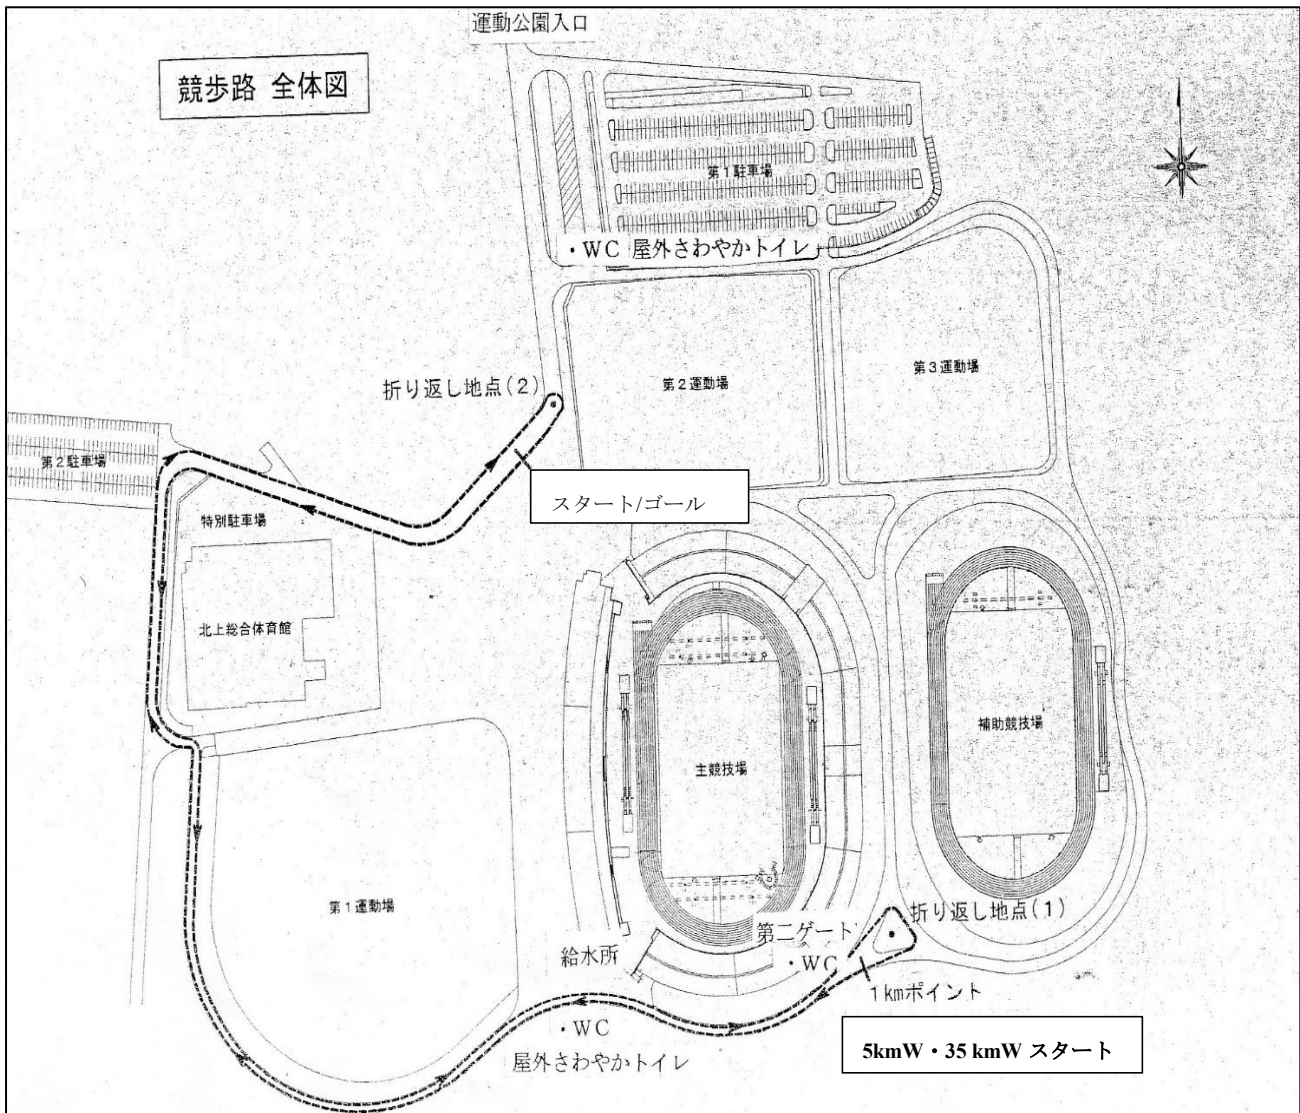 運動公園入口
競歩路 全体図
第1駐車場
・WC 屋外さわやかトイレ
折り返し地点(2)
第2運動場
第3運動場
第2駐車場
スタート/ゴール
特別駐車場
北上総合体育館
補助競技場
主競技場
第1運動場
折り返し地点(1)
第二ゲート
給水所
・WC
1kmポイント
・WC
屋外さわやかトイレ
5kmW・35 kmW スタート